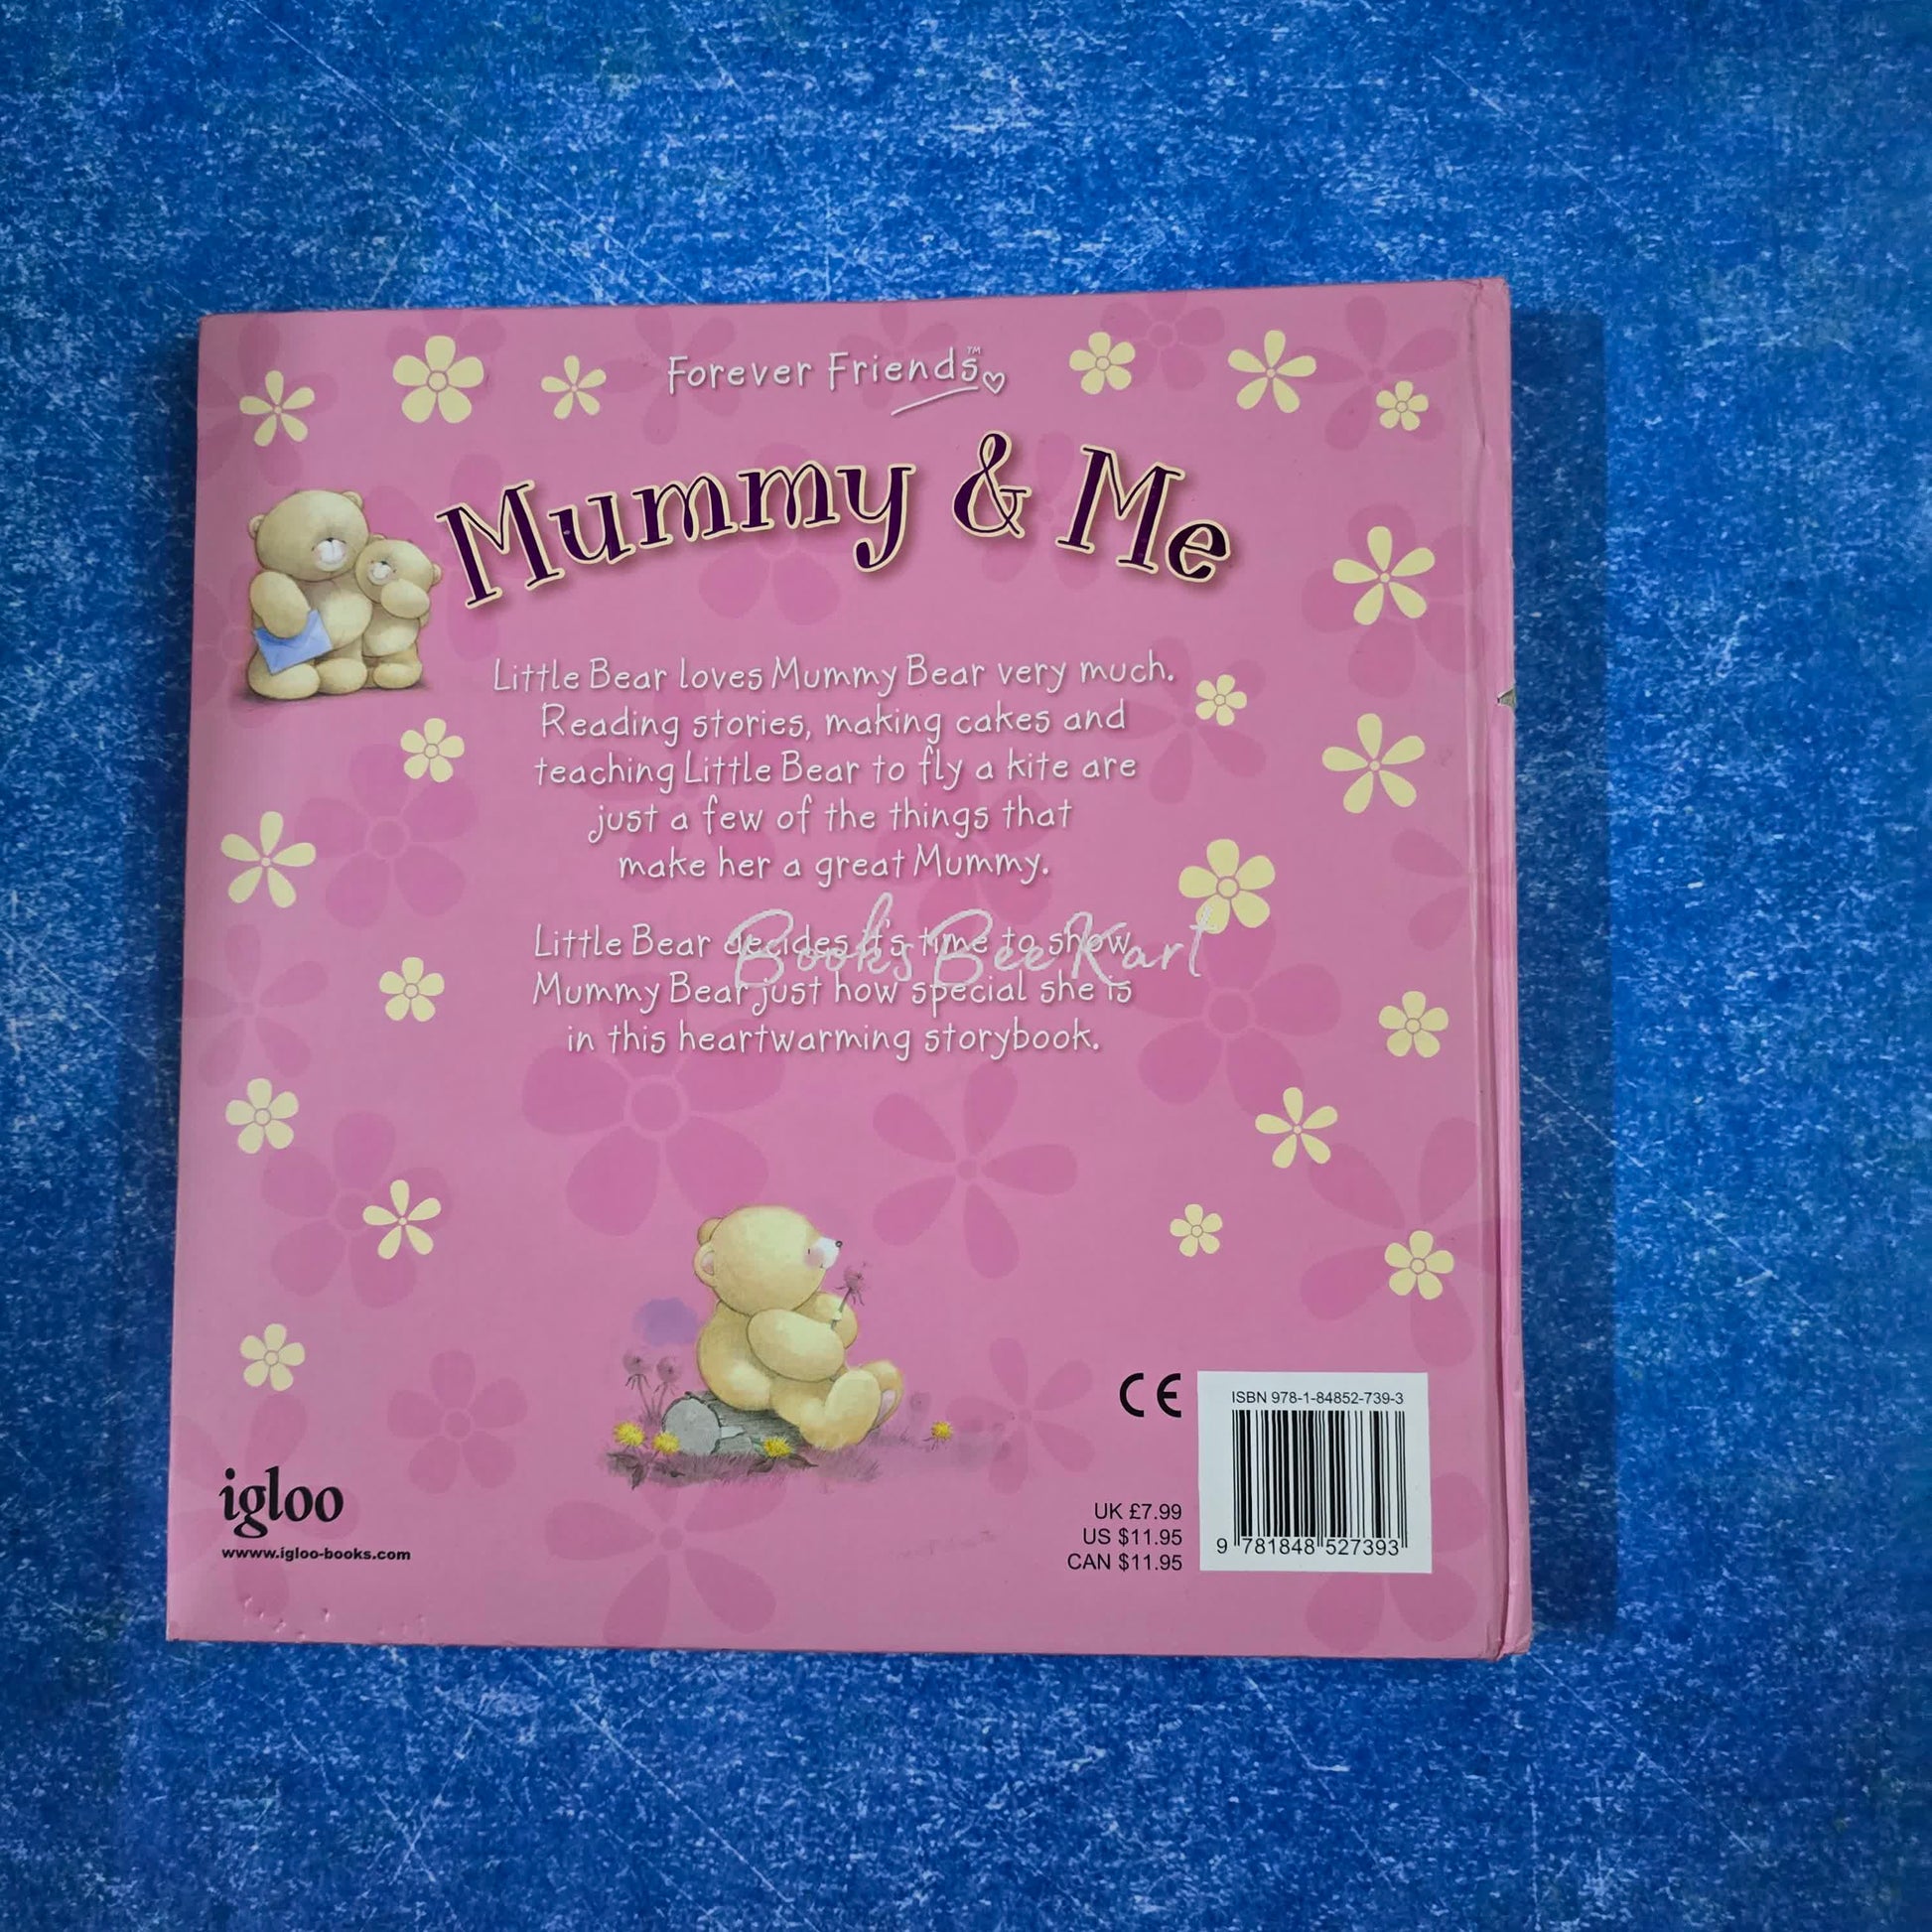 Forever Friends™
Mummy & Me
Little Bear loves Mummy Bear very much.
Reading stories, making cakes and
teaching Little Bear to fly a kite are
just a few of the things that
make her a great Mummy.
Little Bear decides it's time to show
Mummy Bear just how special she is
in this heartwarming storybook.
Books Bee Kart
CE
ISBN 978-1-84852-739-3
9 781848 527393
UK £7.99
US $11.95
CAN $11.95
igloo
wwww.igloo-books.com